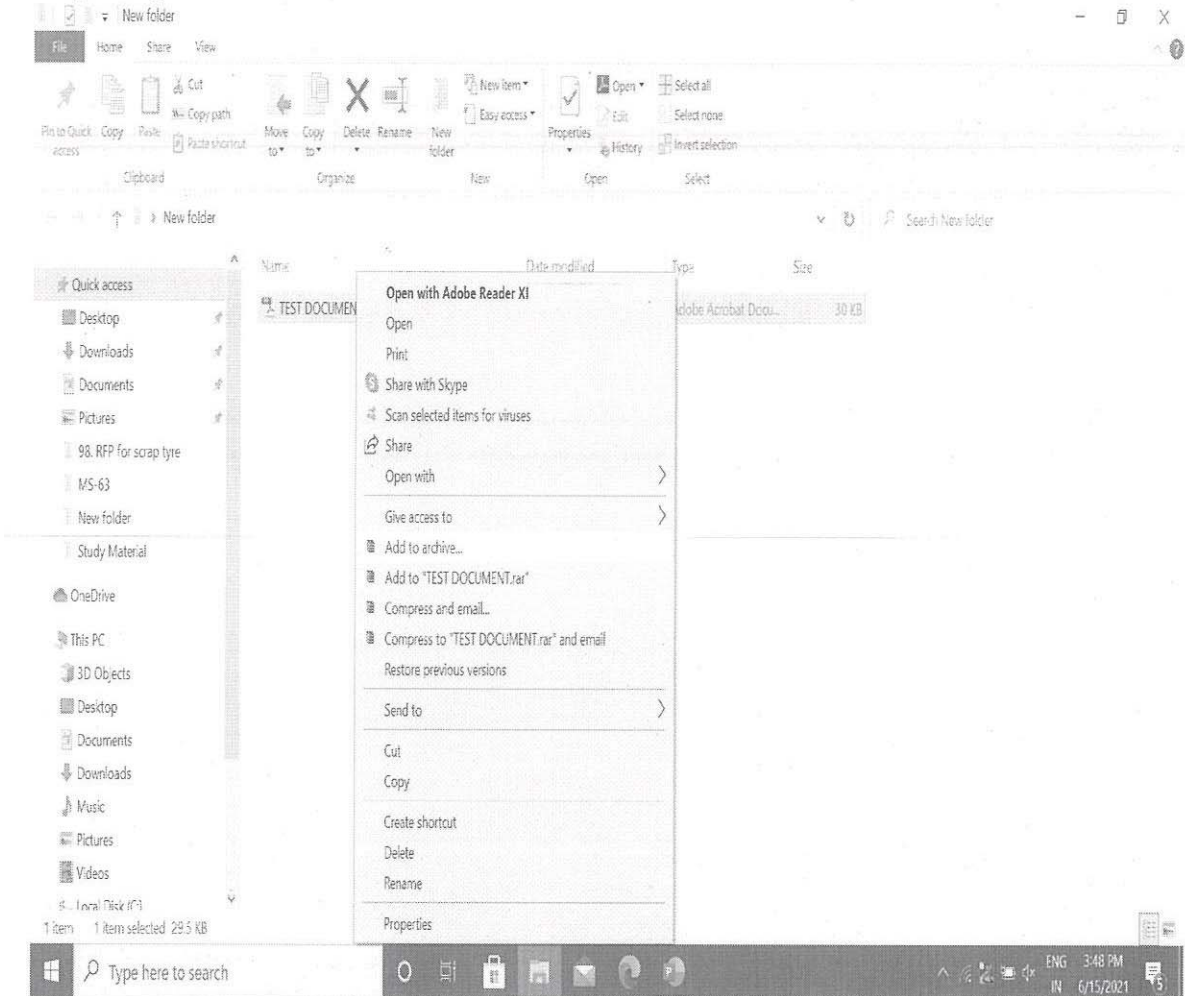 New folder
File Home Share View
Pin to Quick access
Copy
Paste
Cut
Copy path
Paste shortcut
Clipboard
Move to
Copy to
Delete
Rename
Organize
New folder
New item
Easy access
New
Properties
Open
Edit
History
Open
Select all
Select none
Invert selection
Select
New folder
Search New folder
Name Date modified Type Size
TEST DOCUMEN
Adobe Acrobat Docu... 30 KB
Quick access
Desktop
Downloads
Documents
Pictures
98. RFP for scrap tyre
MS-63
New folder
Study Material
OneDrive
This PC
3D Objects
Desktop
Documents
Downloads
Music
Pictures
Videos
Local Disk (C:)
Open with Adobe Reader XI
Open
Print
Share with Skype
Scan selected items for viruses
Share
Open with
Give access to
Add to archive...
Add to "TEST DOCUMENT.rar"
Compress and email...
Compress to "TEST DOCUMENT.rar" and email
Restore previous versions
Send to
Cut
Copy
Create shortcut
Delete
Rename
Properties
1 item 1 item selected 29.5 KB
Type here to search
ENG 3:48 PM
IN 6/15/2021
5